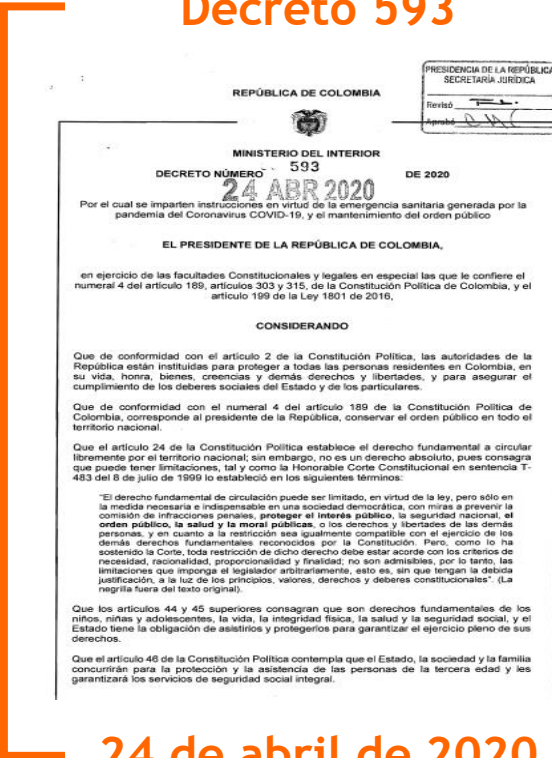 Decreto 593
PRESIDENCIA DE LA REPÚBLICA
SECRETARÍA JURÍDICA
Revisó
Aprobó
REPÚBLICA DE COLOMBIA
MINISTERIO DEL INTERIOR
DECRETO NÚMERO 593 DE 2020
24 ABR 2020
Por el cual se imparten instrucciones en virtud de la emergencia sanitaria generada por la
pandemia del Coronavirus COVID-19, y el mantenimiento del orden público
EL PRESIDENTE DE LA REPÚBLICA DE COLOMBIA,
en ejercicio de las facultades Constitucionales y legales en especial las que le confiere el
numeral 4 del artículo 189, artículos 303 y 315, de la Constitución Política de Colombia, y el
artículo 199 de la Ley 1801 de 2016,
CONSIDERANDO
Que de conformidad con el artículo 2 de la Constitución Política, las autoridades de la
República están instituidas para proteger a todas las personas residentes en Colombia, en
su vida, honra, bienes, creencias y demás derechos y libertades, y para asegurar el
cumplimiento de los deberes sociales del Estado y de los particulares.
Que de conformidad con el numeral 4 del artículo 189 de la Constitución Política de
Colombia, corresponde al presidente de la República, conservar el orden público en todo el
territorio nacional.
Que el artículo 24 de la Constitución Política establece el derecho fundamental a circular
libremente por el territorio nacional; sin embargo, no es un derecho absoluto, pues consagra
que puede tener limitaciones, tal y como la Honorable Corte Constitucional en sentencia T-
483 del 8 de julio de 1999 lo estableció en los siguientes términos:
"El derecho fundamental de circulación puede ser limitado, en virtud de la ley, pero sólo en
la medida necesaria e indispensable en una sociedad democrática, con miras a prevenir la
comisión de infracciones penales, proteger el interés público, la seguridad nacional, el
orden público, la salud y la moral públicas, o los derechos y libertades de las demás
personas, y en cuanto a la restricción sea igualmente compatible con el ejercicio de los
demás derechos fundamentales reconocidos por la Constitución. Pero, como lo ha
sostenido la Corte, toda restricción de dicho derecho debe estar acorde con los criterios de
necesidad, racionalidad, proporcionalidad y finalidad; no son admisibles, por lo tanto, las
limitaciones que imponga el legislador arbitrariamente, esto es, sin que tengan la debida
justificación, a la luz de los principios, valores, derechos y deberes constitucionales". (La
negrilla fuera del texto original).
Que los artículos 44 y 45 superiores consagran que son derechos fundamentales de los
niños, niñas y adolescentes, la vida, la integridad física, la salud y la seguridad social, y el
Estado tiene la obligación de asistirlos y protegerlos para garantizar el ejercicio pleno de sus
derechos.
Que el artículo 46 de la Constitución Política contempla que el Estado, la sociedad y la familia
concurrirán para la protección y la asistencia de las personas de la tercera edad y les
garantizará los servicios de seguridad social integral.
24 de abril de 2020